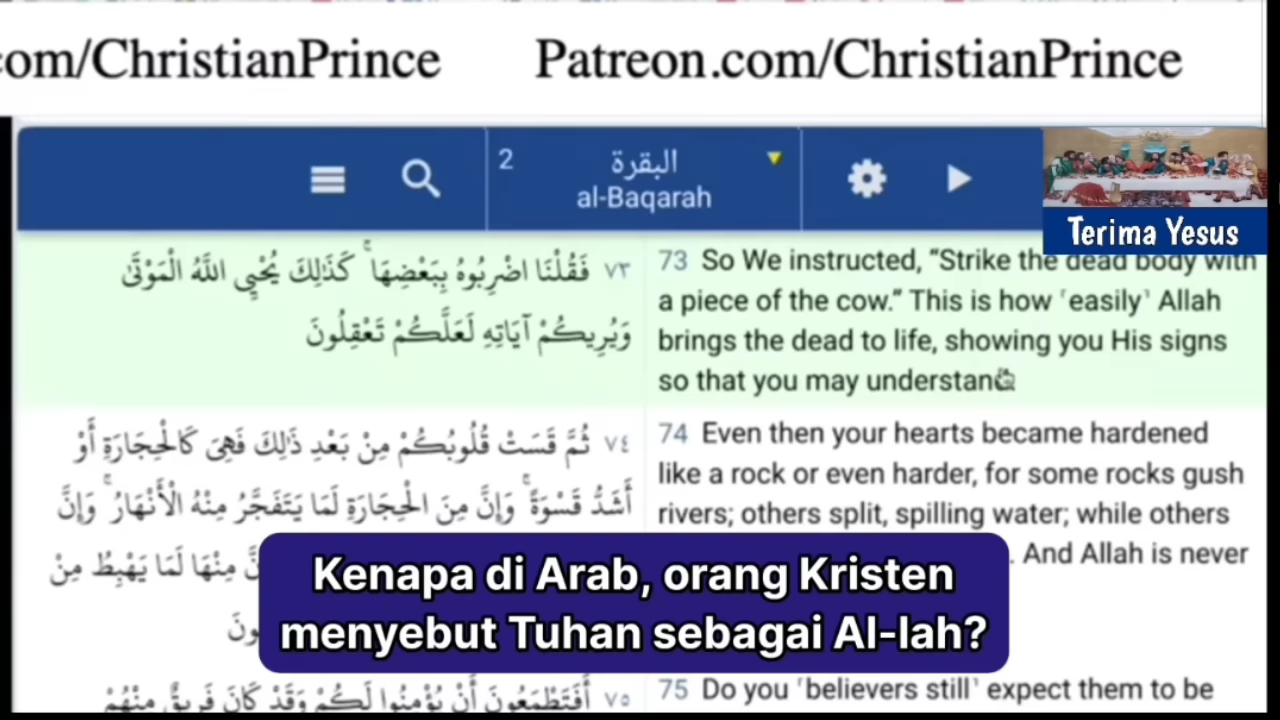 com/ChristianPrince Patreon.com/ChristianPrince
2 البقرة
al-Baqarah
Terima Yesus
٧٣ فَقُلْنَا اضْرِبُوهُ بِبَعْضِهَا ۚ كَذَٰلِكَ يُحْيِي اللَّهُ الْمَوْتَىٰ
وَيُرِيكُمْ آيَاتِهِ لَعَلَّكُمْ تَعْقِلُونَ
73 So We instructed, “Strike the dead body with
a piece of the cow.” This is how ˹easily˺ Allah
brings the dead to life, showing you His signs
so that you may understand
٧٤ ثُمَّ قَسَتْ قُلُوبُكُمْ مِنْ بَعْدِ ذَٰلِكَ فَهِيَ كَالْحِجَارَةِ أَوْ
أَشَدُّ قَسْوَةً ۚ وَإِنَّ مِنَ الْحِجَارَةِ لَمَا يَتَفَجَّرُ مِنْهُ الْأَنْهَارُ ۚ وَإِنَّ
مِنْهَا لَمَا يَهْبِطُ مِنْ
74 Even then your hearts became hardened
like a rock or even harder, for some rocks gush
rivers; others split, spilling water; while others
. And Allah is never
Kenapa di Arab, orang Kristen
menyebut Tuhan sebagai Al-lah?
٧٥ أَفَتَطْمَعُونَ أَنْ يُؤْمِنُوا لَكُمْ وَقَدْ كَانَ فَرِيقٌ مِنْهُمْ
75 Do you ˹believers still˺ expect them to be